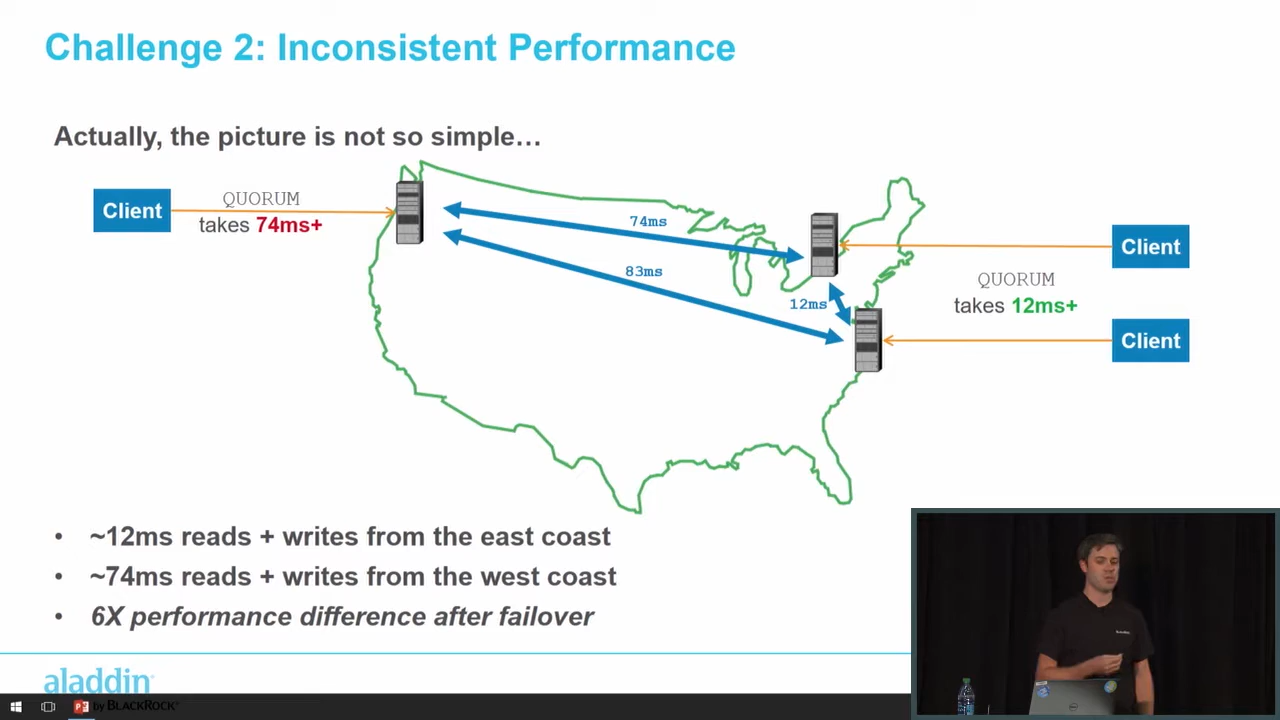 Challenge 2: Inconsistent Performance
Actually, the picture is not so simple…
Client
QUORUM
takes 74ms+
74ms
83ms
12ms
Client
QUORUM
takes 12ms+
Client
• ~12ms reads + writes from the east coast
• ~74ms reads + writes from the west coast
• 6X performance difference after failover
aladdin
by BLACKROCK